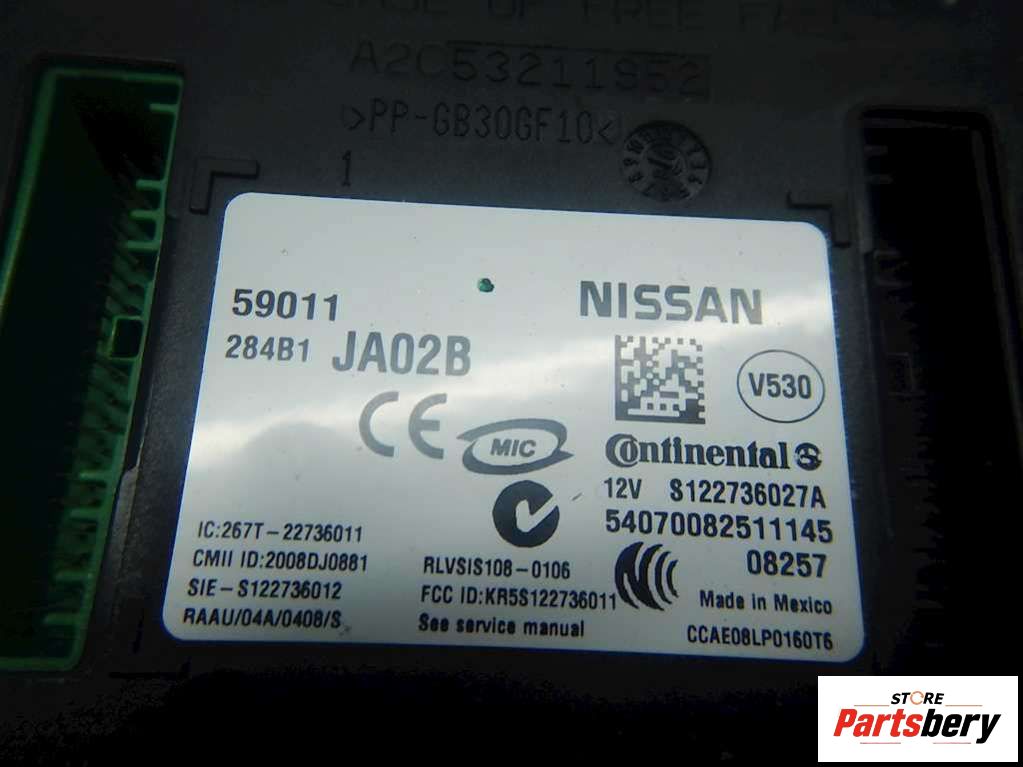 OF FREE
A2C53211952
>PP-GB30GF10<
1
59011
NISSAN
284B1 JA02B
V530
CE
MIC
Continental
12V S122736027A
54070082511145
08257
IC:267T-22736011
CMII ID:2008DJ0881
RLVSIS108-0106
SIE-S122736012
FCC ID:KR5S122736011
Made in Mexico
RAAU/04A/0408/S
See service manual
CCAE08LP0160T6
STORE
Partsbery